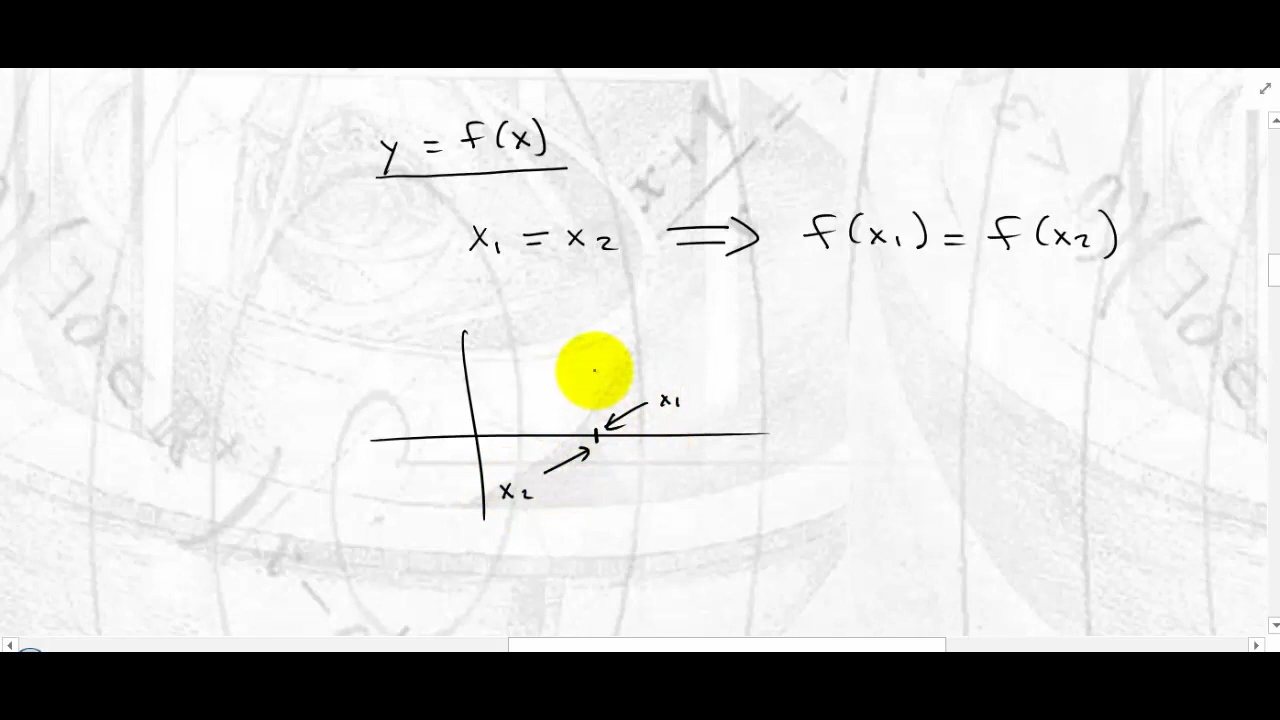 y = f(x)
x₁ = x₂ ⟹ f(x₁) = f(x₂)
x₁
x₂